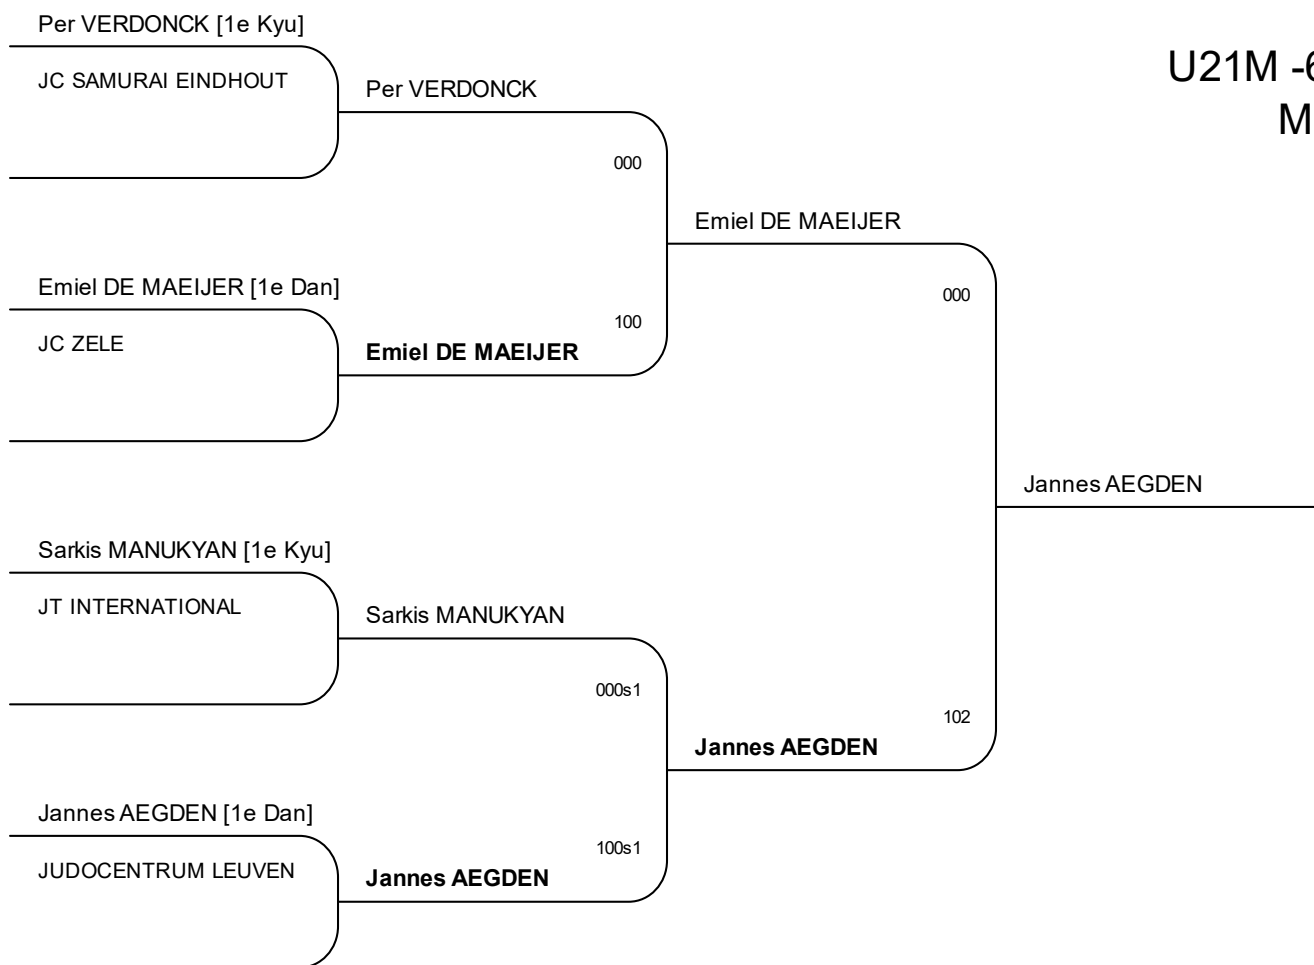 Per VERDONCK [1e Kyu]
JC SAMURAI EINDHOUT
Per VERDONCK
U21M
M
000
Emiel DE MAEIJER
Emiel DE MAEIJER [1e Dan]
000
100
JC ZELE
Emiel DE MAEIJER
Jannes AEGDEN
Sarkis MANUKYAN [1e Kyu]
JT INTERNATIONAL
Sarkis MANUKYAN
000s1
102
Jannes AEGDEN
Jannes AEGDEN [1e Dan]
100s1
JUDOCENTRUM LEUVEN
Jannes AEGDEN